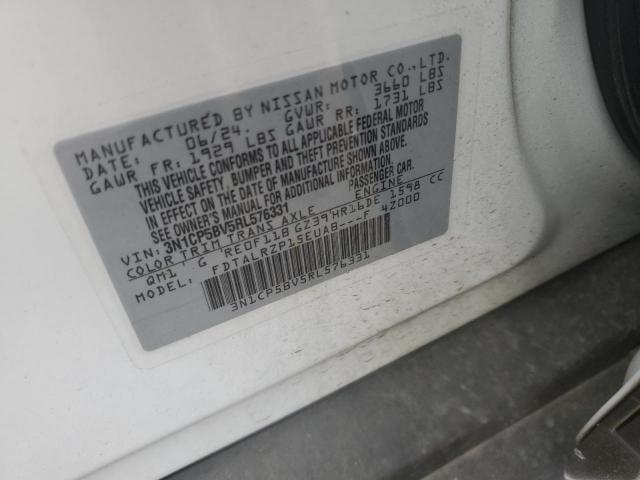 MANUFACTURED BY NISSAN MOTOR CO., LTD.
DATE: 06/24. GVWR: 3660 LBS
GAWR FR: 1929 LBS GAWR RR: 1731 LBS
THIS VEHICLE CONFORMS TO ALL APPLICABLE FEDERAL MOTOR
VEHICLE SAFETY, BUMPER AND THEFT PREVENTION STANDARDS
IN EFFECT ON THE DATE OF MANUFACTURE SHOWN ABOVE.
SEE OWNER'S MANUAL FOR ADDITIONAL INFORMATION.
VIN: 3N1CP5BV5RL576331 PASSENGER CAR.
COLOR TRIM TRANS AXLE ENGINE
QM1 G RE0F11B GZ39 HR16DE 1598 CC
MODEL: FDTALRZP15EUAB---F 4Z000
3N1CP5BV5RL576331